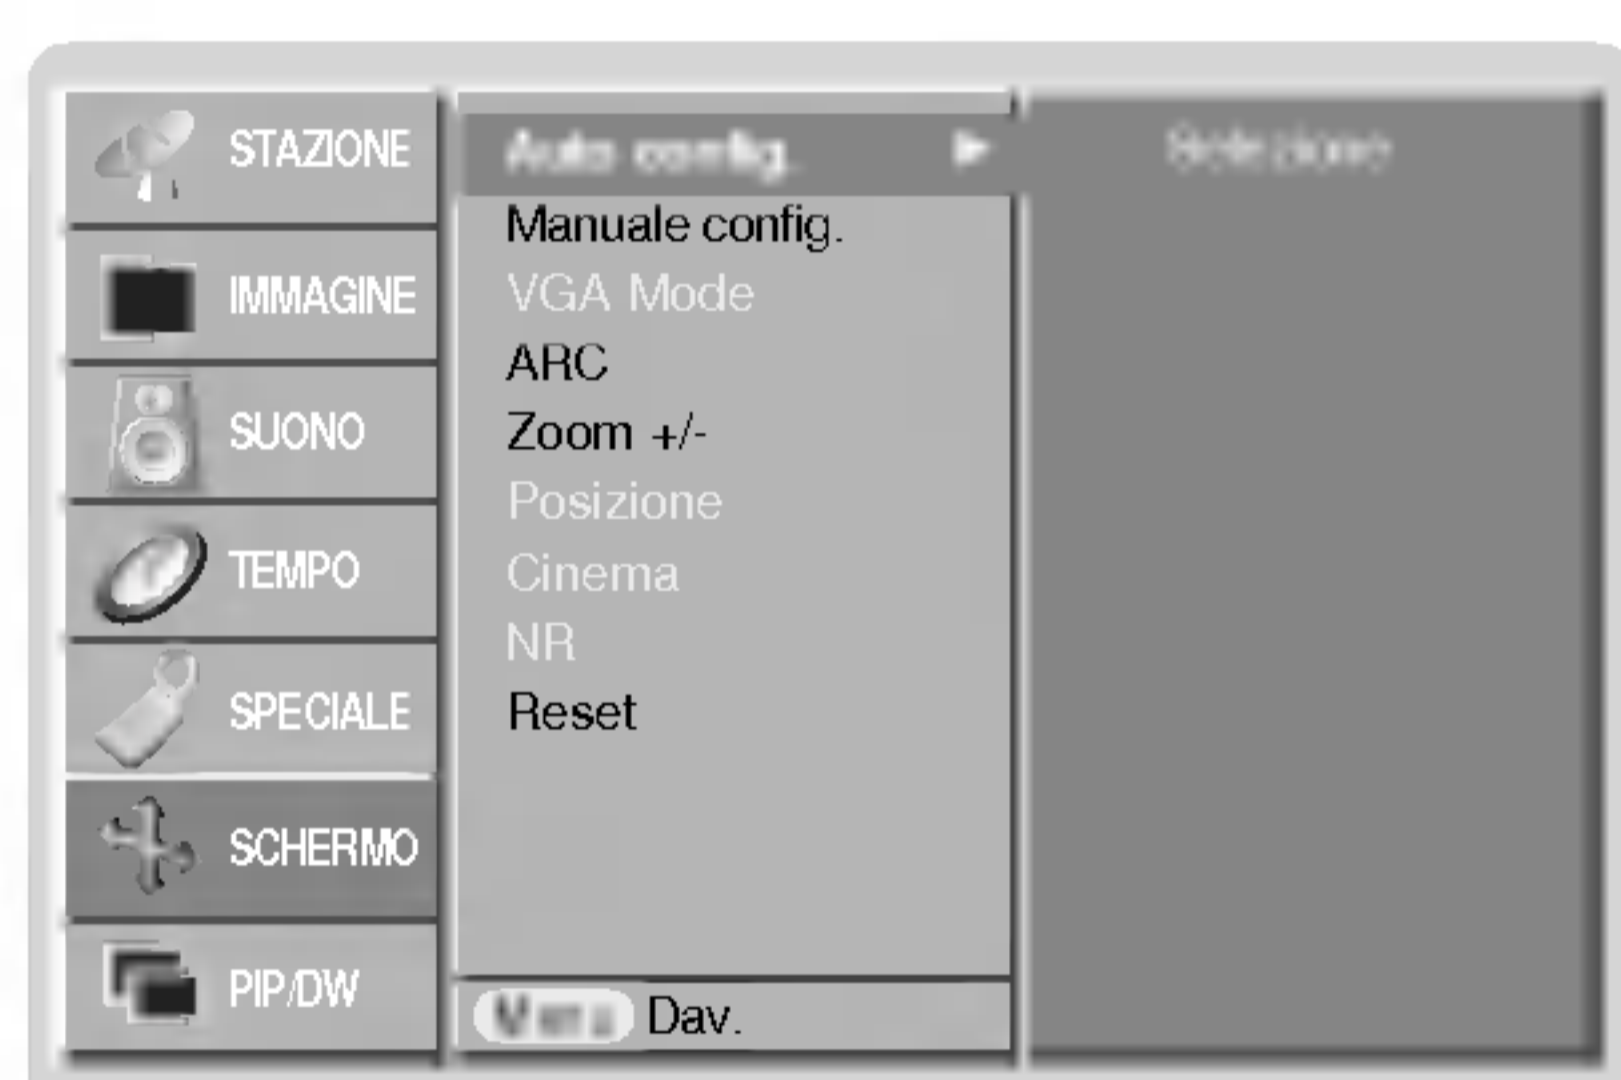 STAZIONE
IMMAGINE
SUONO
TEMPO
SPECIALE
SCHERMO
PIP/DW
Auto config.
Manuale config.
VGA Mode
ARC
Zoom +/-
Posizione
Cinema
NR
Reset
Menu Dav.
Selezione